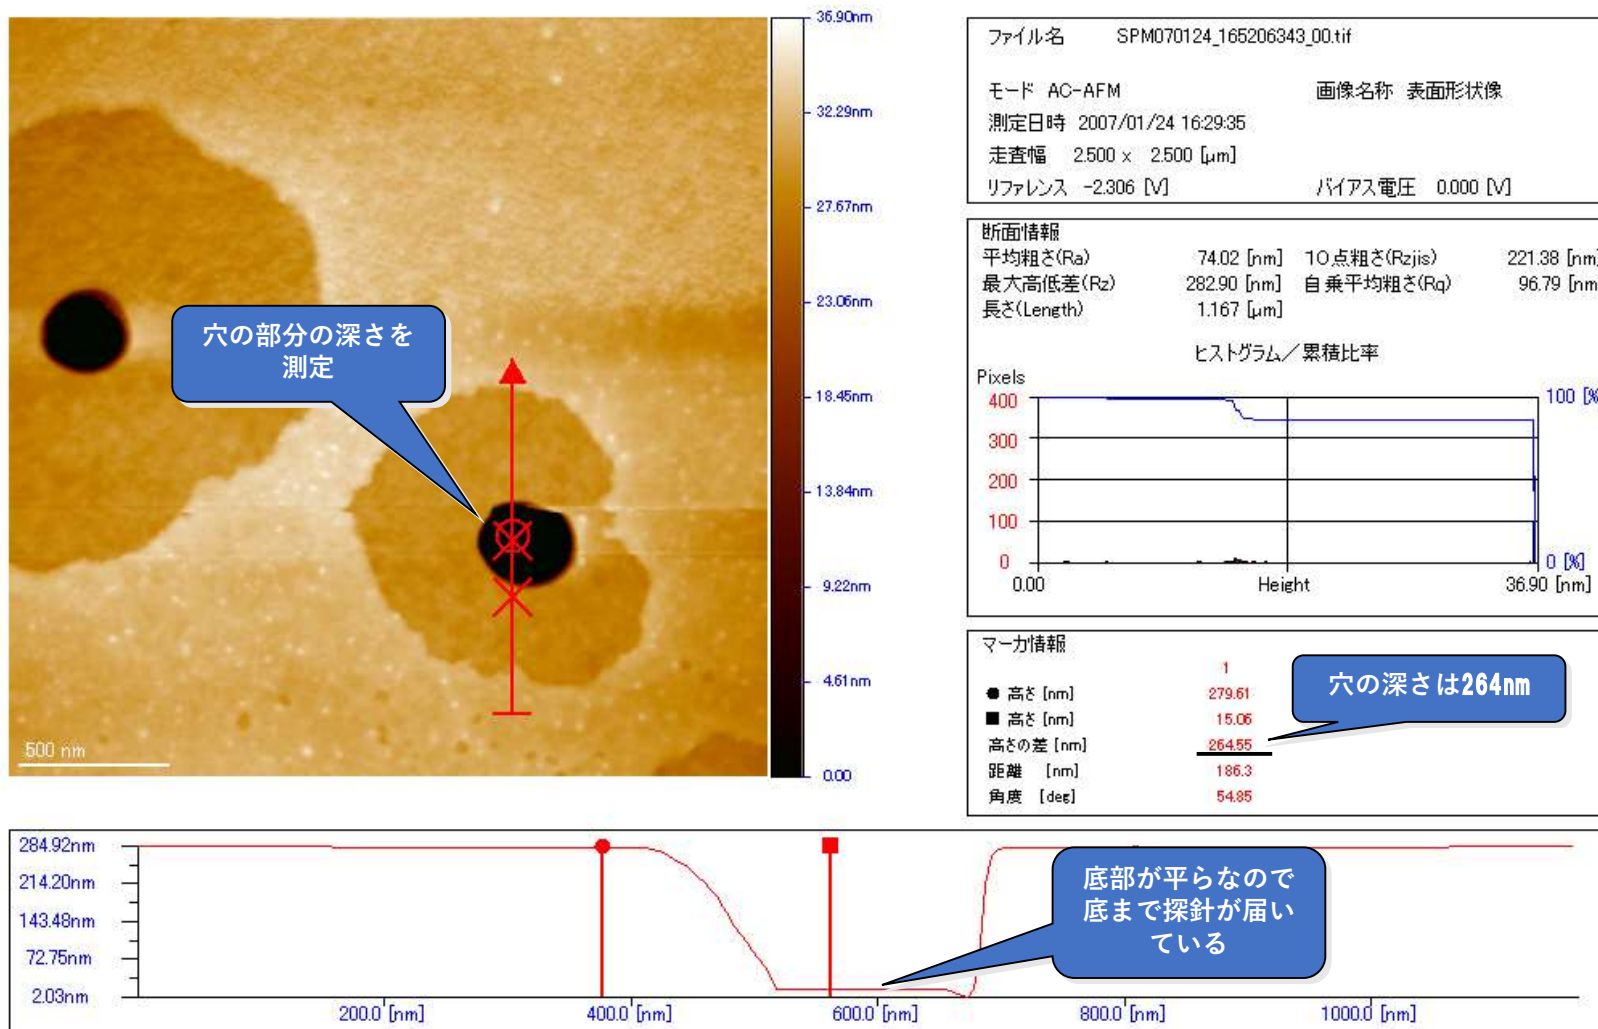 36.90nm
32.29nm
27.67nm
23.06nm
18.45nm
13.84nm
9.22nm
4.61nm
0.00
穴の部分の深さを
測定
500 nm
ファイル名 SPM070124_165206343_00.tif
モード AC-AFM 画像名称 表面形状像
測定日時 2007/01/24 16:29:35
走査幅 2.500 x 2.500 [μm]
リファレンス -2.306 [V] バイアス電圧 0.000 [V]
断面情報
平均粗さ(Ra) 74.02 [nm] 10点粗さ(Rzjis) 221.38 [nm]
最大高低差(Rz) 282.90 [nm] 自乗平均粗さ(Rq) 96.79 [nm
長さ(Length) 1.167 [μm]
ヒストグラム/累積比率
Pixels
400 100 [%
300
200
100
0 0 [%]
0.00 Height 36.90 [nm]
マーカ情報
1
● 高さ [nm] 279.61
■ 高さ [nm] 15.06
高さの差 [nm] 264.55
距離 [nm] 186.3
角度 [deg] 54.85
穴の深さは264nm
284.92nm
214.20nm
143.48nm
72.75nm
2.03nm
200.0 [nm] 400.0 [nm] 600.0 [nm] 800.0 [nm] 1000.0 [nm]
底部が平らなので
底まで探針が届い
ている